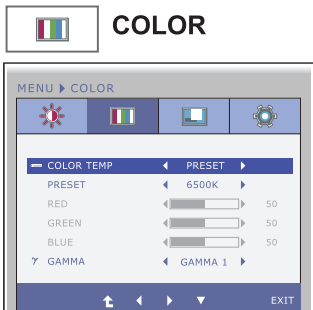 COLOR
MENU COLOR
COLOR TEMP PRESET
PRESET 6500K
RED 50
GREEN 50
BLUE 50
γ GAMMA GAMMA 1
EXIT